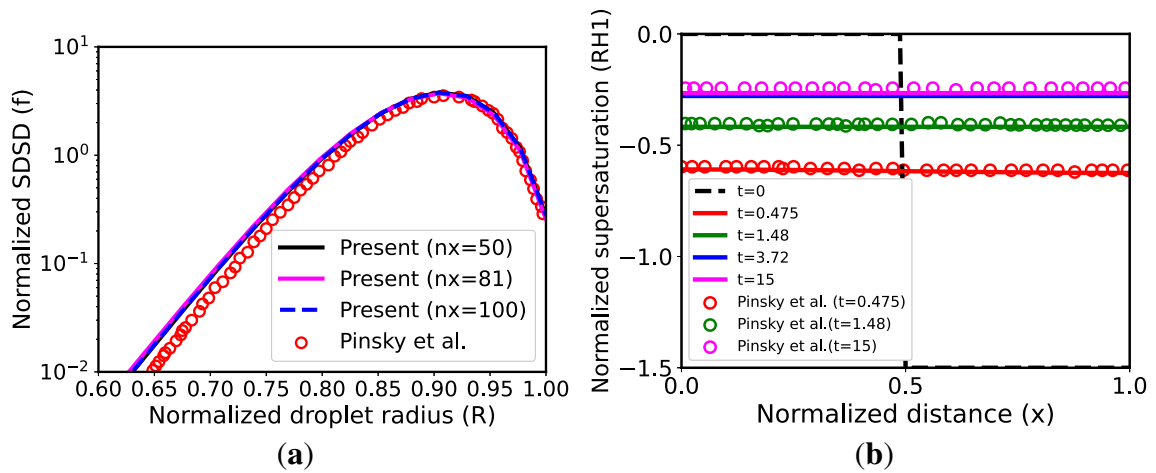 Normalized SDSD (f)
10¹
10⁰
10⁻¹
10⁻²
0.60 0.65 0.70 0.75 0.80 0.85 0.90 0.95 1.00
Normalized droplet radius (R)
Present (nx=50)
Present (nx=81)
Present (nx=100)
Pinsky et al.
(a)
Normalized supersaturation (RH1)
0.0
−0.5
−1.0
−1.5
0.0 0.5 1.0
Normalized distance (x)
t=0
t=0.475
t=1.48
t=3.72
t=15
Pinsky et al. (t=0.475)
Pinsky et al.(t=1.48)
Pinsky et al.(t=15)
(b)